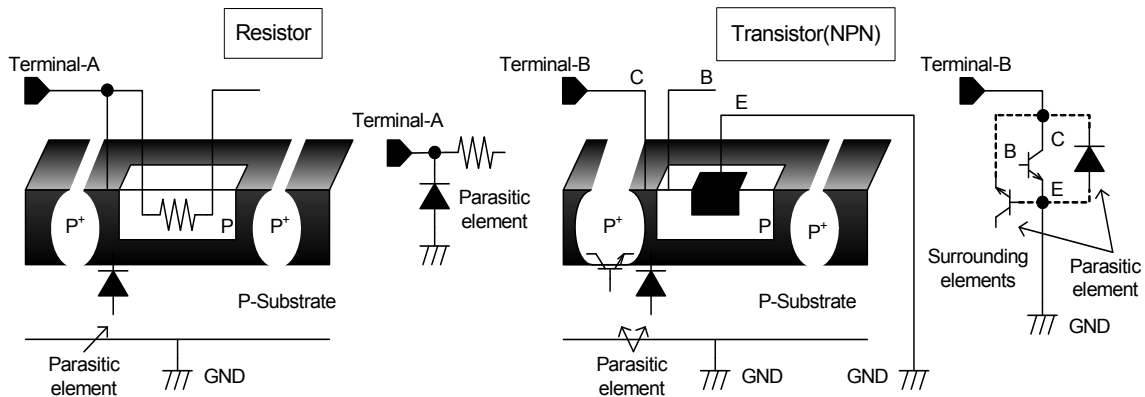 Resistor
Terminal-A
P+
P
P+
P-Substrate
Parasitic
element
GND
Terminal-A
Parasitic
element
Transistor(NPN)
Terminal-B
C
B
E
P+
P
P+
P-Substrate
Parasitic
element
GND
GND
Terminal-B
B
C
E
Surrounding
elements
Parasitic
element
GND